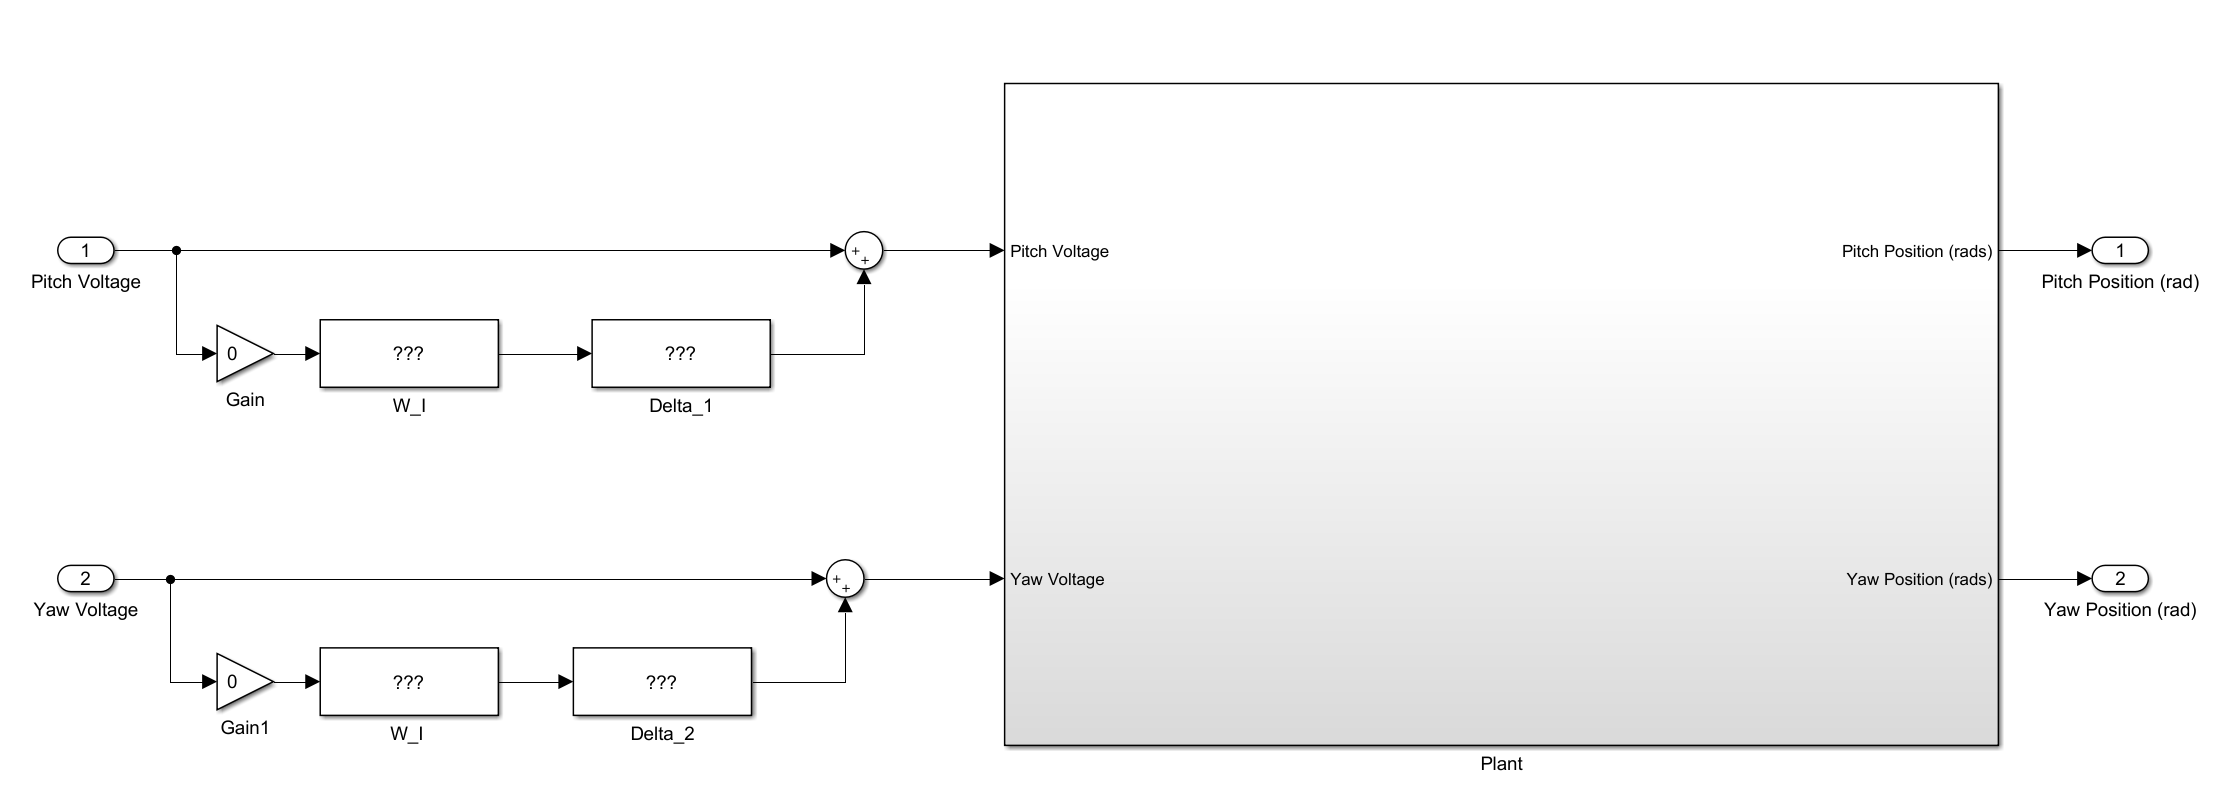 1
Pitch Voltage
+
+
Pitch Voltage
Pitch Position (rads)
1
Pitch Position (rad)
0
Gain
???
W_I
???
Delta_1
2
Yaw Voltage
+
+
Yaw Voltage
Yaw Position (rads)
2
Yaw Position (rad)
0
Gain1
???
W_I
???
Delta_2
Plant